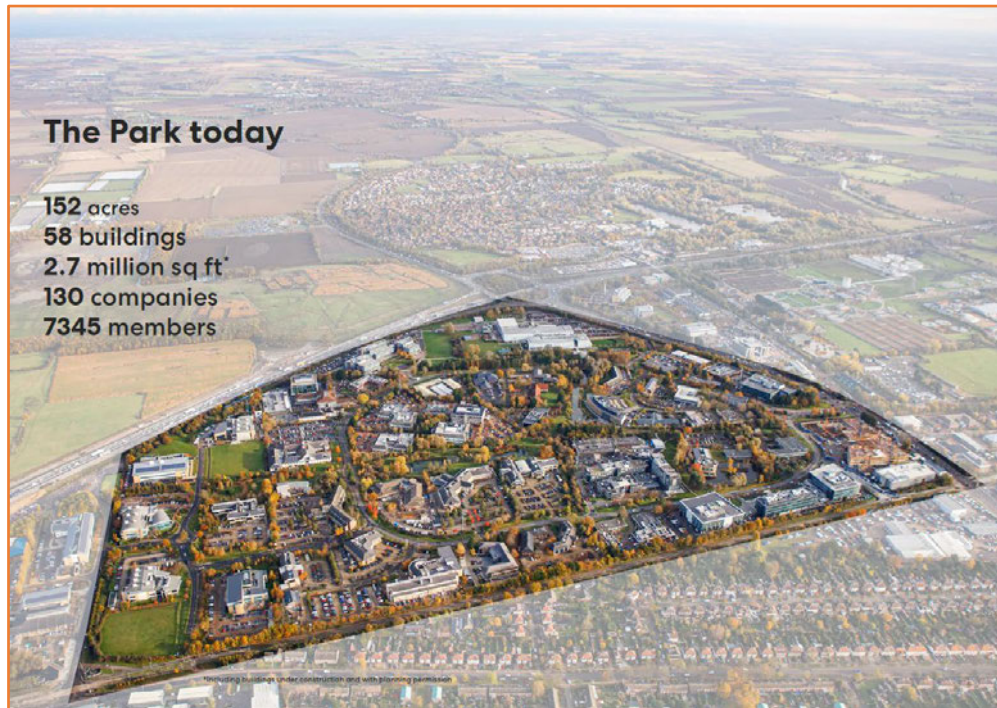 The Park today
152 acres
58 buildings
2.7 million sq ft*
130 companies
7345 members
*Including buildings under construction and with planning permission